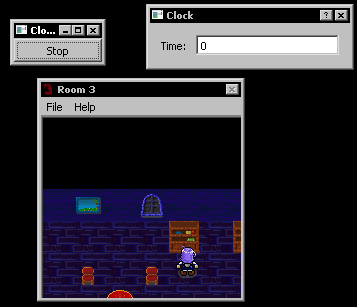 Clo...
Stop
Clock
Time: 0
Room 3
File Help